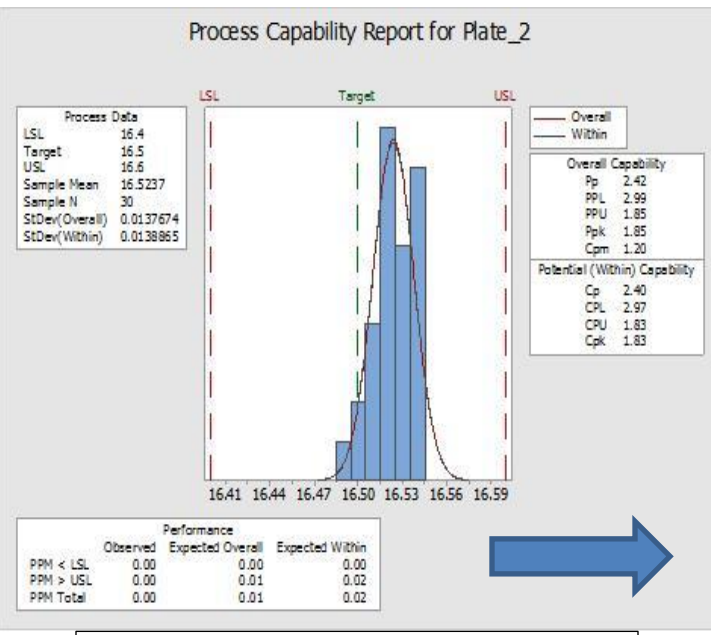 Process Capability Report for Plate_2
LSL Target USL
Process Data
LSL 16.4
Target 16.5
USL 16.6
Sample Mean 16.5237
Sample N 30
StDev(Overall) 0.0137674
StDev(Within) 0.0138865
Overall
Within
Overall Capability
Pp 2.42
PPL 2.99
PPU 1.85
Ppk 1.85
Cpm 1.20
Potential (Within) Capability
Cp 2.40
CPL 2.97
CPU 1.83
Cpk 1.83
16.41 16.44 16.47 16.50 16.53 16.56 16.59
Performance
Observed Expected Overall Expected Within
PPM < LSL 0.00 0.00 0.00
PPM > USL 0.00 0.01 0.02
PPM Total 0.00 0.01 0.02